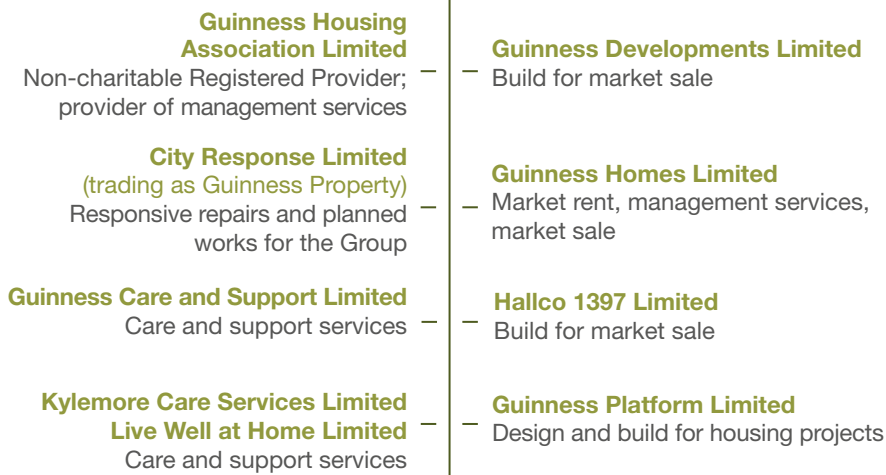 Guinness Housing
Association Limited
Non-charitable Registered Provider;
provider of management services
City Response Limited
(trading as Guinness Property)
Responsive repairs and planned
works for the Group
Guinness Care and Support Limited
Care and support services
Kylemore Care Services Limited
Live Well at Home Limited
Care and support services
Guinness Developments Limited
Build for market sale
Guinness Homes Limited
Market rent, management services,
market sale
Hallco 1397 Limited
Build for market sale
Guinness Platform Limited
Design and build for housing projects